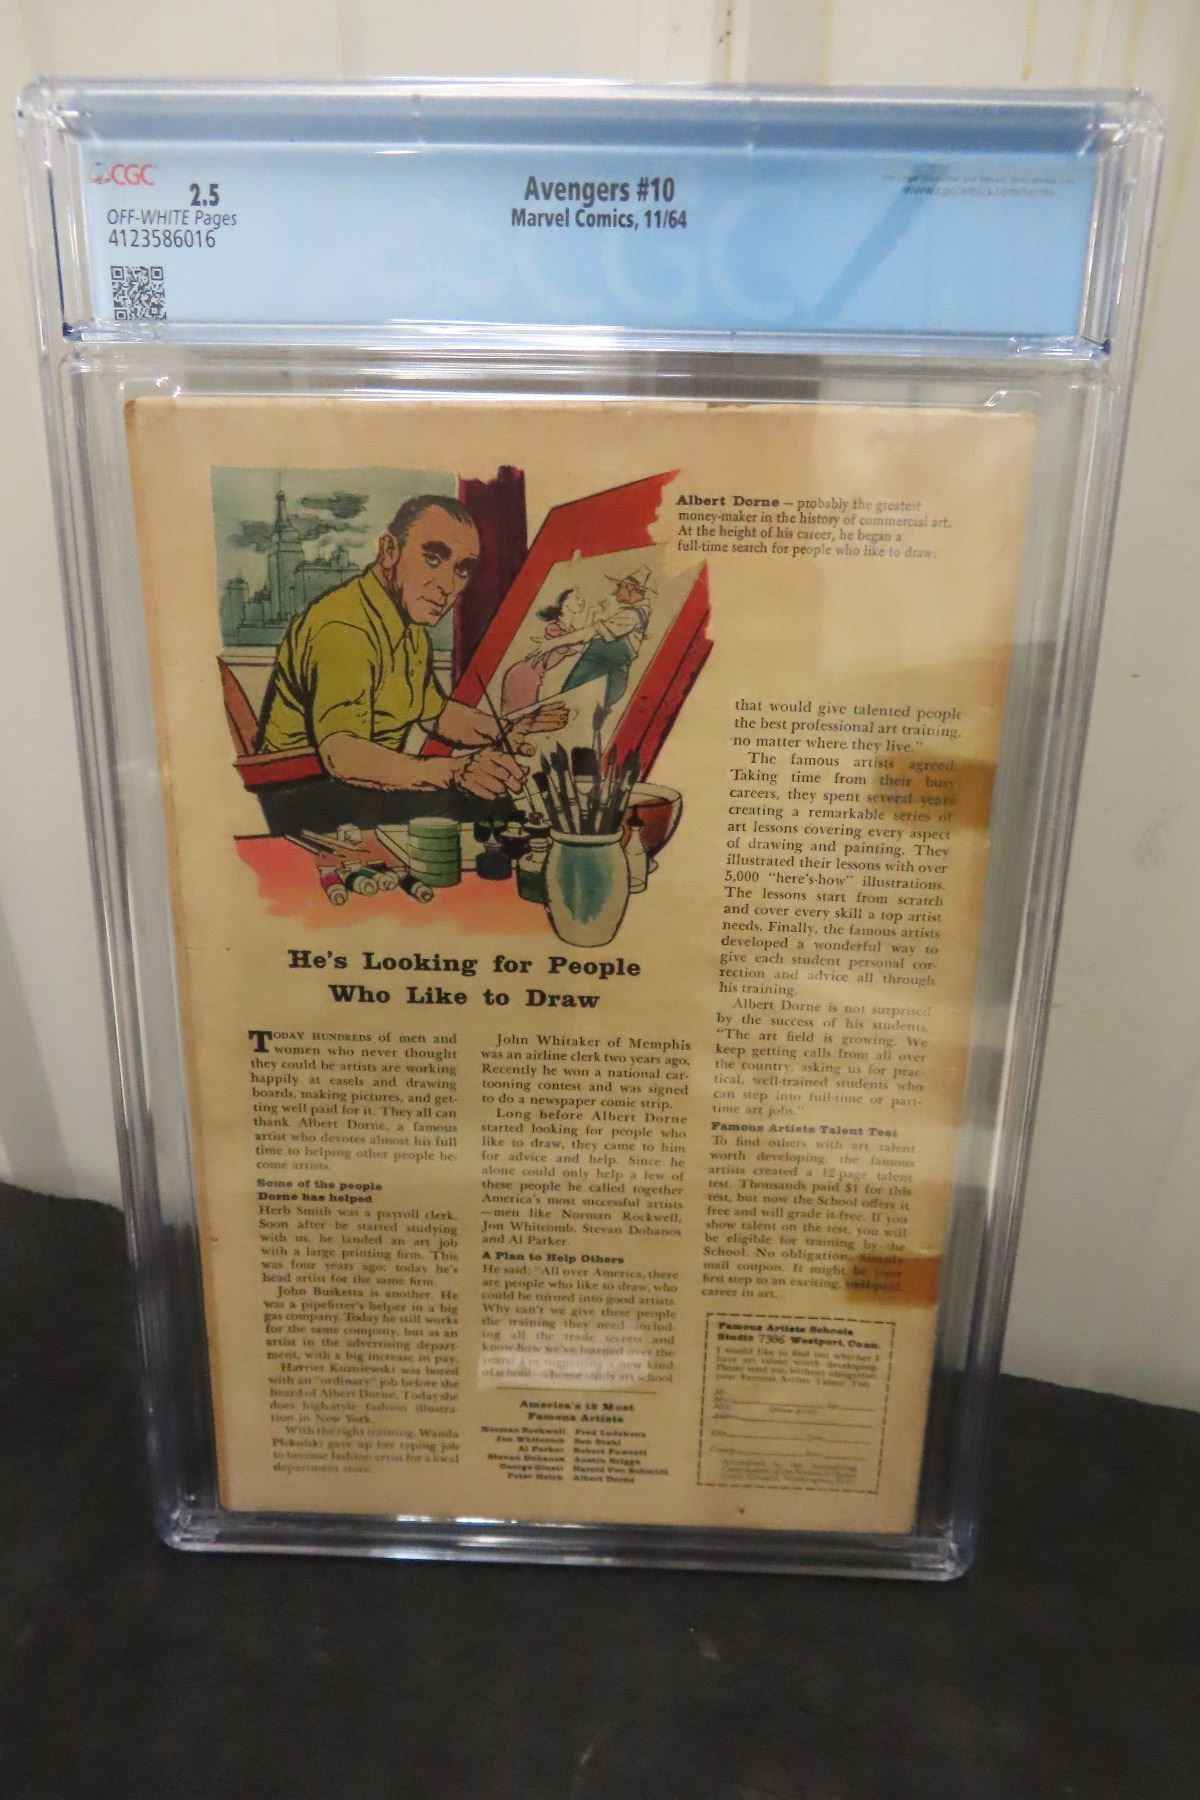 CGC
2.5
OFF-WHITE Pages
4123586016
Avengers #10
Marvel Comics, 11/64
www.cgccomics.com/terms
CGC
Albert Dorne – probably the greatest
money-maker in the history of commercial art.
At the height of his career, he began a
full-time search for people who like to draw.
He's Looking for People
Who Like to Draw
TODAY HUNDREDS of men and
women who never thought
they could be artists are working
happily at easels and drawing
boards, making pictures, and get-
ting well paid for it. They all can
thank Albert Dorne, a famous
artist who devotes almost his full
time to helping other people be-
come artists.
Some of the people
Dorne has helped
Herb Smith was a payroll clerk.
Soon after he started studying
with us, he landed an art job
with a large printing firm. This
was four years ago; today he's
head artist for the same firm.
John Busketta is another. He
was a pipefitter's helper in a big
gas company. Today he still works
for the same company, but as an
artist in the advertising depart-
ment, with a big increase in pay.
Harriet Kuzniewski was bored
with an "ordinary" job before she
heard of Albert Dorne. Today she
does high-style fashion illustra-
tion in New York.
With the right training, Wanda
Pickulski gave up her typing job
to become fashion artist for a local
department store.
John Whitaker of Memphis
was an airline clerk two years ago.
Recently he won a national car-
tooning contest and was signed
to do a newspaper comic strip.
Long before Albert Dorne
started looking for people who
like to draw, they came to him
for advice and help. Since he
alone could only help a few of
these people he called together
America's most successful artists
—men like Norman Rockwell,
Jon Whitcomb, Stevan Dohanos
and Al Parker.
A Plan to Help Others
He said: "All over America, there
are people who like to draw, who
could be turned into good artists.
Why can't we give these people
the training they need—includ-
ing all the trade secrets and
know-how we've learned over the
years? I'm suggesting a new kind
of school—a home study art school
America's 12 Most
Famous Artists
Norman Rockwell Fred Ludekens
Jon Whitcomb Ben Stahl
Al Parker Robert Fawcett
Stevan Dohanos Austin Briggs
George Giusti Harold Von Schmidt
Peter Helck Albert Dorne
that would give talented people
the best professional art training,
no matter where they live."
The famous artists agreed.
Taking time from their busy
careers, they spent several years
creating a remarkable series of
art lessons covering every aspect
of drawing and painting. They
illustrated their lessons with over
5,000 "here's-how" illustrations.
The lessons start from scratch
and cover every skill a top artist
needs. Finally, the famous artists
developed a wonderful way to
give each student personal cor-
rection and advice all through
his training.
Albert Dorne is not surprised
by the success of his students.
"The art field is growing. We
keep getting calls from all over
the country, asking us for prac-
tical, well-trained students who
can step into full-time or part-
time art jobs."
Famous Artists Talent Test
To find others with art talent
worth developing, the famous
artists created a 12-page talent
test. Thousands paid $1 for this
test, but now the School offers it
free and will grade it free. If you
show talent on the test, you will
be eligible for training by the
School. No obligation. Simply
mail coupon. It might be your
first step to an exciting, well-paid
career in art.
Famous Artists Schools
Studio 7386 Westport, Conn.
I would like to find out whether I
have art talent worth developing.
Please send me, without obligation,
your Famous Artists Talent Test.